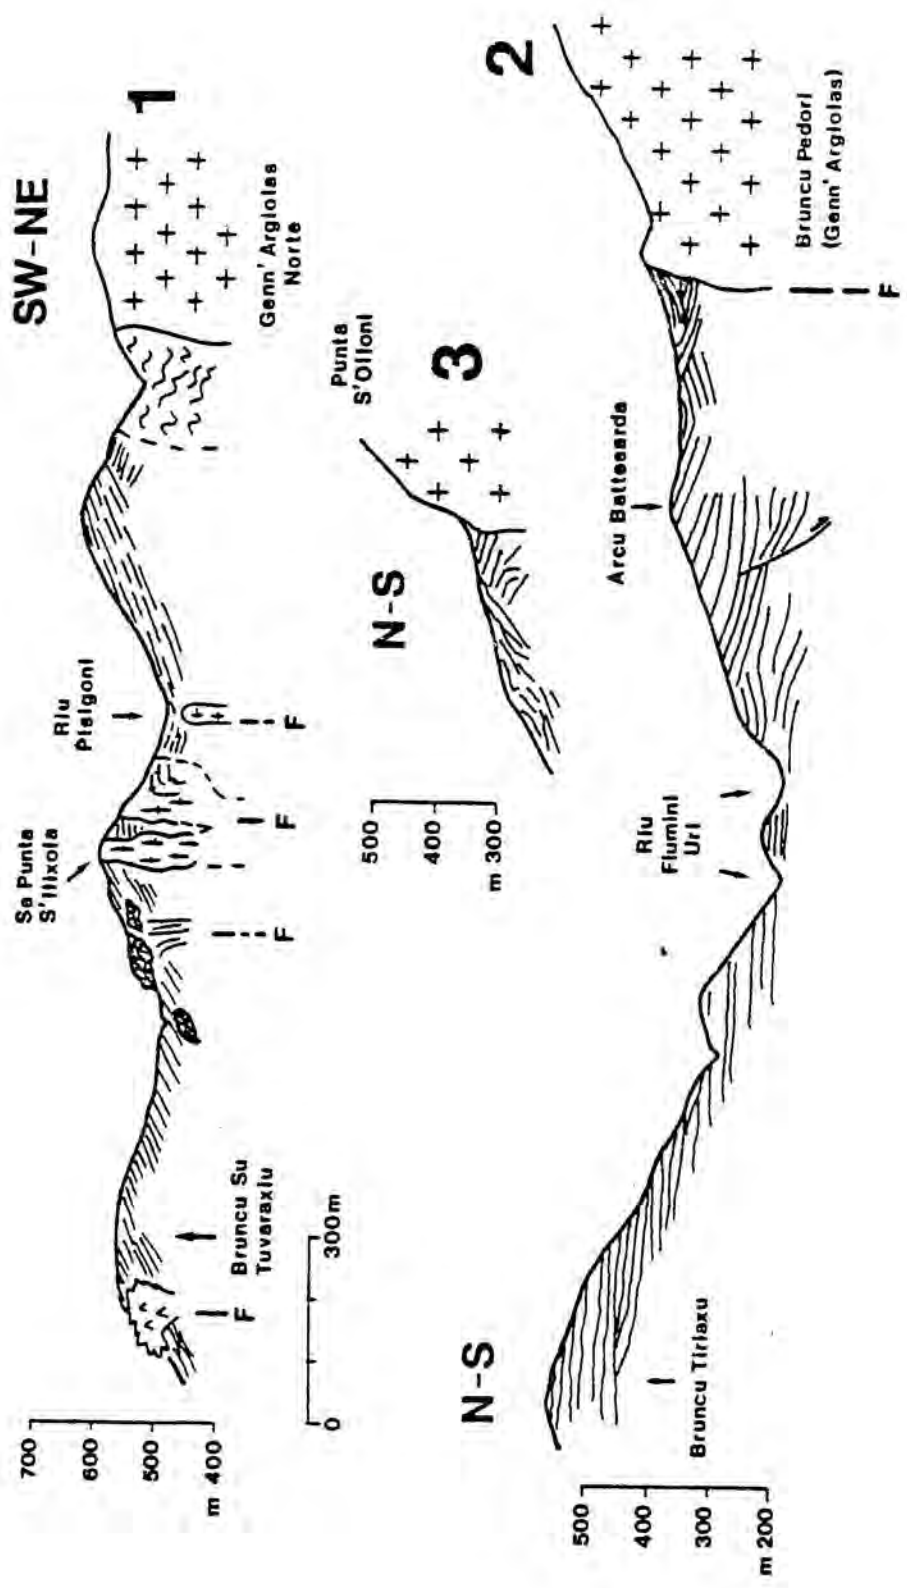 SW-NE
1
700
600
500
m 400
Sa Punta
S'Ilixola
Riu
Pisigoni
F
F
F
F
Bruncu Su
Tuvaraxiu
Genn' Argiolas
Norte
0
300m
N-S
3
500
400
m 300
Punta
S'Olloni
N-S
2
500
400
300
m 200
Bruncu Tiriaxu
Riu
Flumini
Uri
Arcu Battesarda
F
Bruncu Pedori
(Genn' Argiolas)